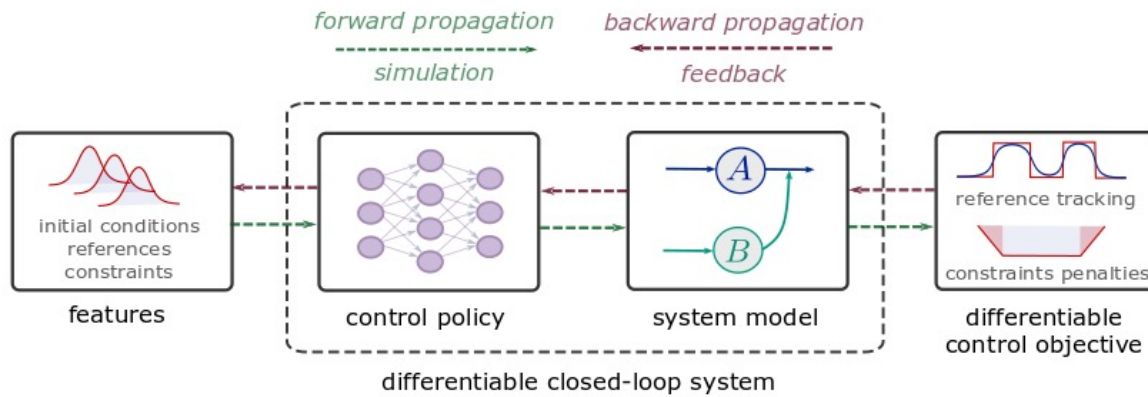 forward propagation
simulation
backward propagation
feedback
initial conditions
references
constraints
features
control policy
A
B
system model
reference tracking
constraints penalties
differentiable
control objective
differentiable closed-loop system